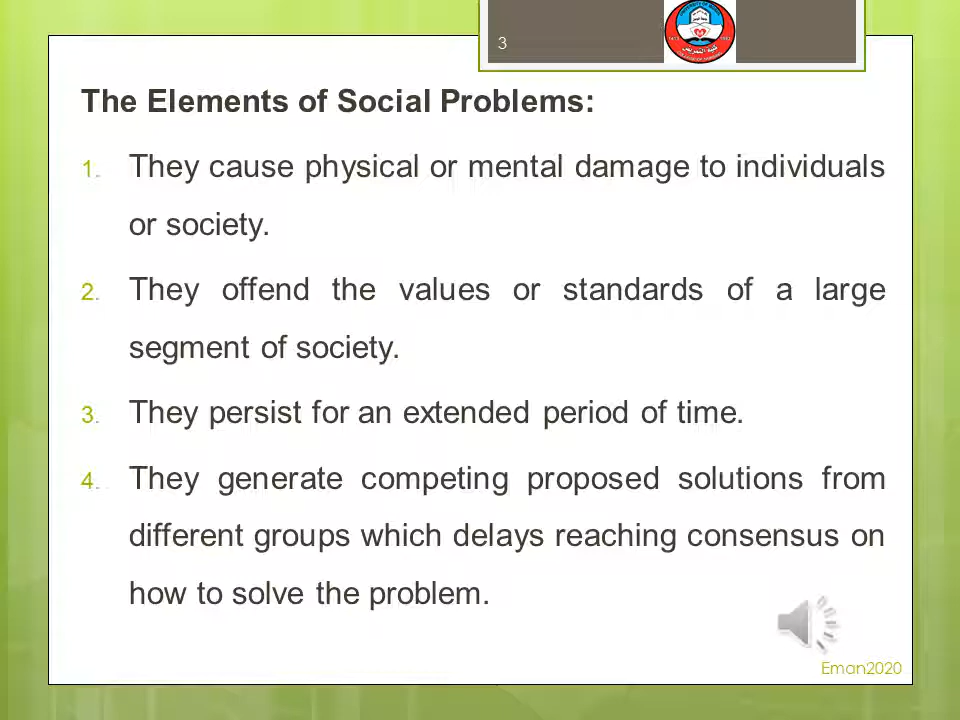 3
The Elements of Social Problems:
1. They cause physical or mental damage to individuals
or society.
2. They offend the values or standards of a large
segment of society.
3. They persist for an extended period of time.
4. They generate competing proposed solutions from
different groups which delays reaching consensus on
how to solve the problem.
Eman2020